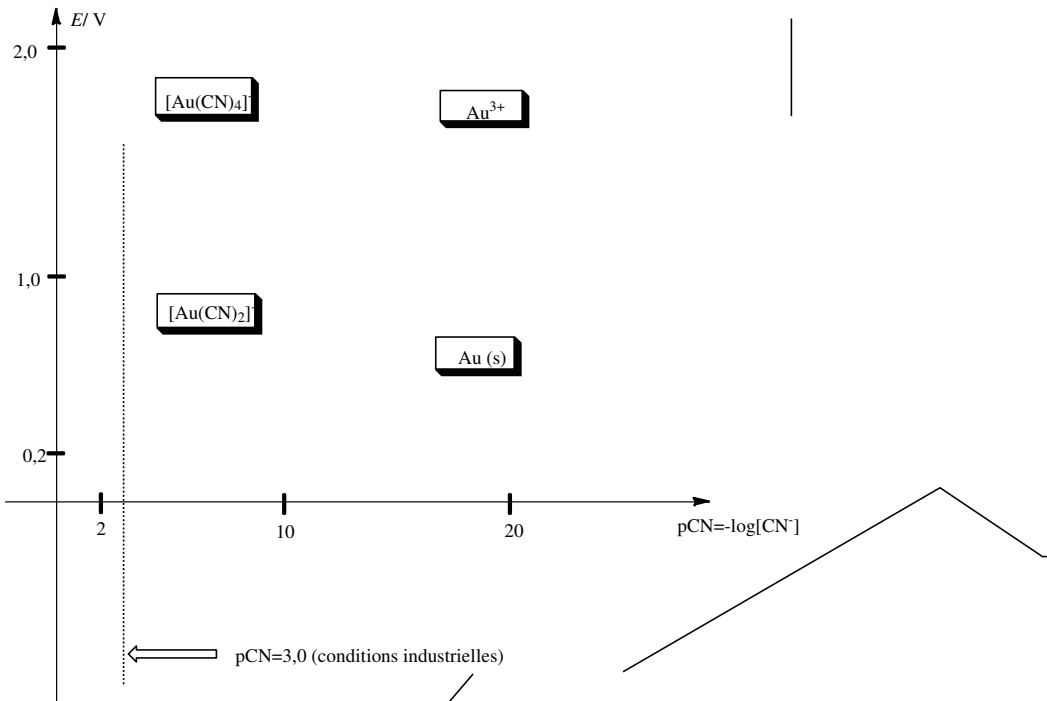 E/ V
2,0
[Au(CN)₄]⁻
Au³⁺
1,0
[Au(CN)₂]⁻
Au (s)
0,2
2
10
20
pCN=-log[CN⁻]
pCN=3,0 (conditions industrielles)